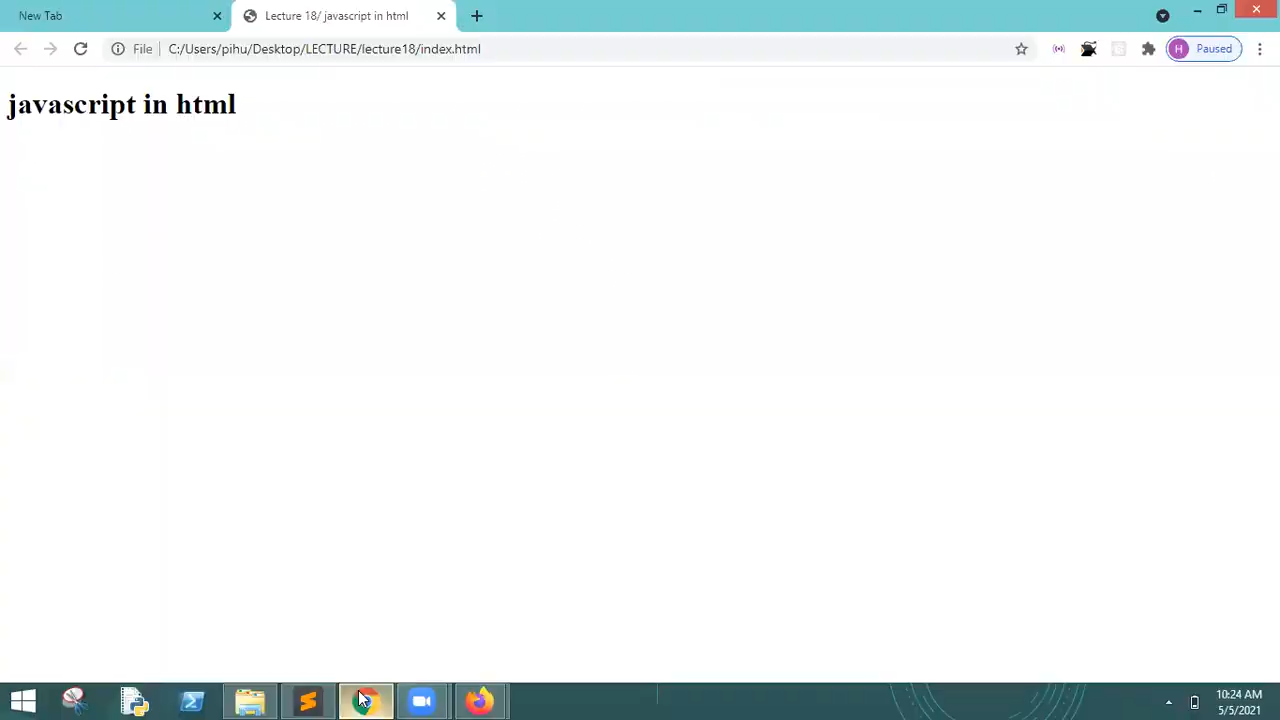 New Tab
Lecture 18/ javascript in html
File
C:/Users/pihu/Desktop/LECTURE/lecture18/index.html
H
Paused
javascript in html
10:24 AM
5/5/2021